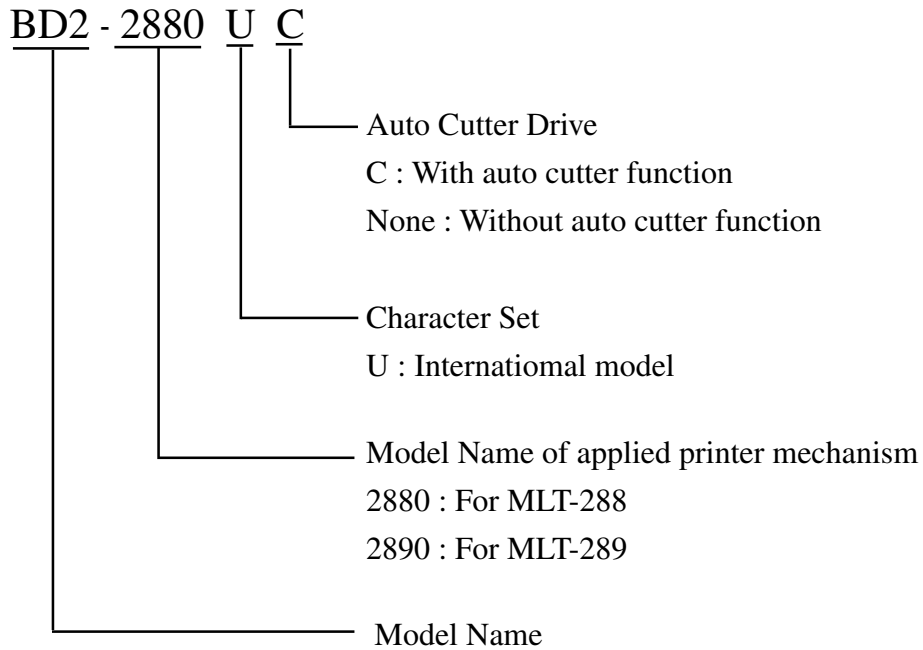 BD2 - 2880 U C
Auto Cutter Drive
C : With auto cutter function
None : Without auto cutter function
Character Set
U : Internatiomal model
Model Name of applied printer mechanism
2880 : For MLT-288
2890 : For MLT-289
Model Name